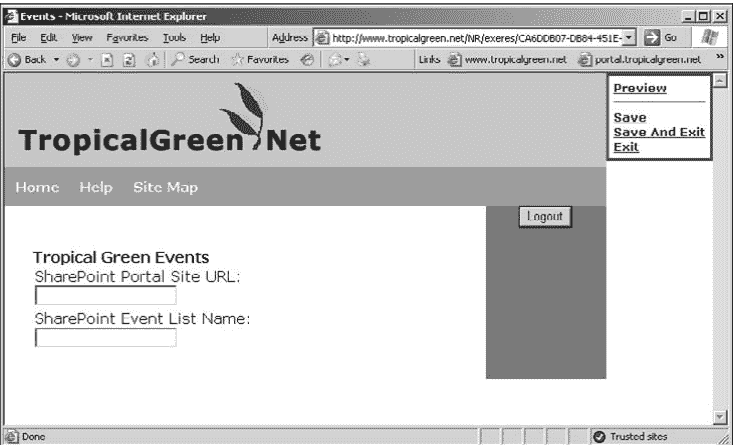 Events - Microsoft Internet Explorer
File Edit View Favorites Tools Help
Address http://www.tropicalgreen.net/NR/exeres/CA6DDB07-DB84-451E- Go
Back Search Favorites Links www.tropicalgreen.net portal.tropicalgreen.net »
TropicalGreen Net
Preview
Save
Save And Exit
Exit
Home Help Site Map
Logout
Tropical Green Events
SharePoint Portal Site URL:
SharePoint Event List Name:
Done Trusted sites